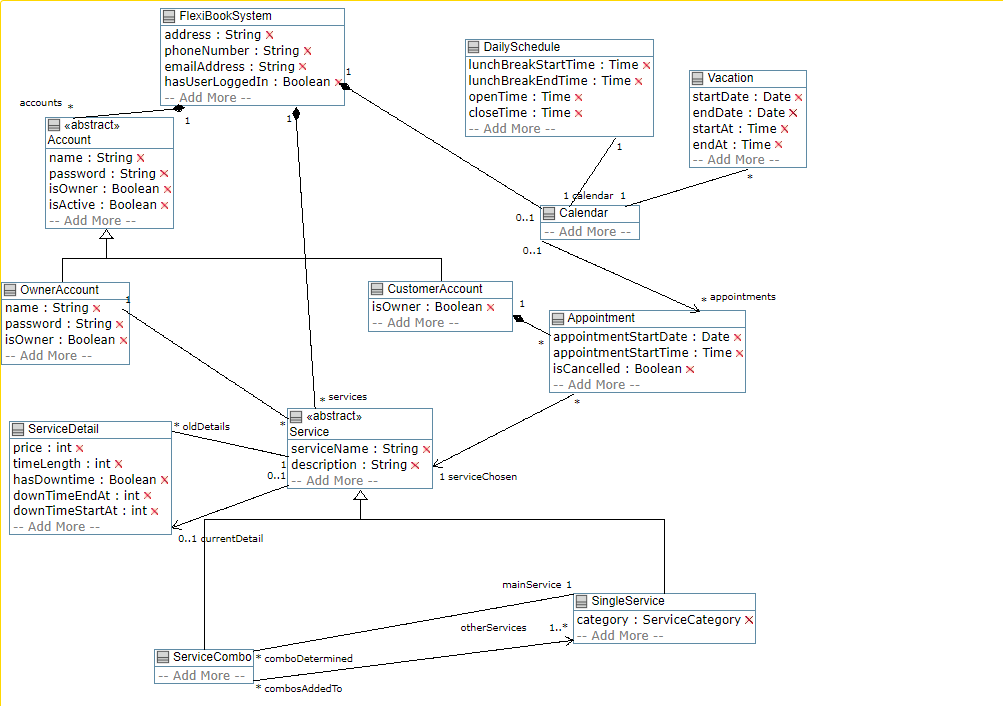 FlexiBookSystem
address : String ×
phoneNumber : String ×
emailAddress : String ×
hasUserLoggedIn : Boolean ×
-- Add More --
1
1
1
accounts *
«abstract»
Account
name : String ×
password : String ×
isOwner : Boolean ×
isActive : Boolean ×
-- Add More --
DailySchedule
lunchBreakStartTime : Time ×
lunchBreakEndTime : Time ×
openTime : Time ×
closeTime : Time ×
-- Add More --
1
Vacation
startDate : Date ×
endDate : Date ×
startAt : Time ×
endAt : Time ×
-- Add More --
*
1 calendar 1
0..1
Calendar
-- Add More --
0..1
* appointments
OwnerAccount
name : String ×
password : String ×
isOwner : Boolean ×
-- Add More --
1
CustomerAccount
isOwner : Boolean ×
-- Add More --
1
*
Appointment
appointmentStartDate : Date ×
appointmentStartTime : Time ×
isCancelled : Boolean ×
-- Add More --
*
1 serviceChosen
* services
*
«abstract»
Service
serviceName : String ×
description : String ×
-- Add More --
1
0..1
ServiceDetail
price : int ×
timeLength : int ×
hasDowntime : Boolean ×
downTimeEndAt : int ×
downTimeStartAt : int ×
-- Add More --
* oldDetails
0..1 currentDetail
mainService 1
SingleService
category : ServiceCategory ×
-- Add More --
otherServices 1..*
ServiceCombo
-- Add More --
* comboDetermined
* combosAddedTo